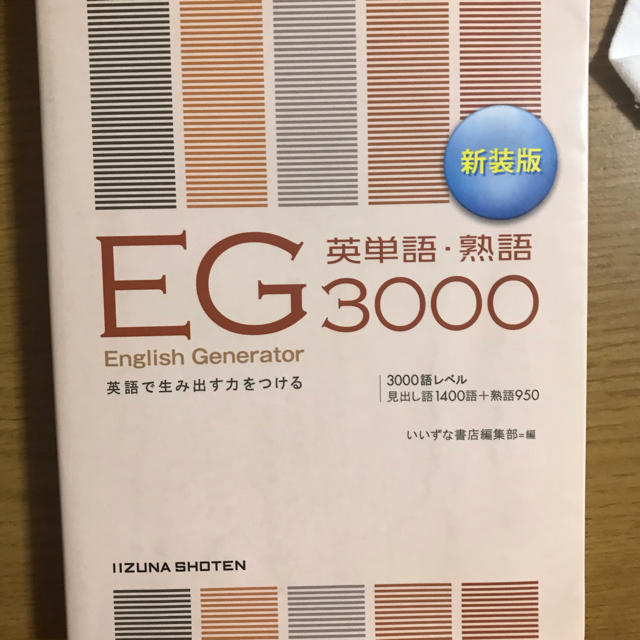 新装版
EG
英単語・熟語
3000
English Generator
英語で生み出す力をつける
3000語レベル
見出し語1400語+熟語950
いいずな書店編集部=編
IIZUNA SHOTEN